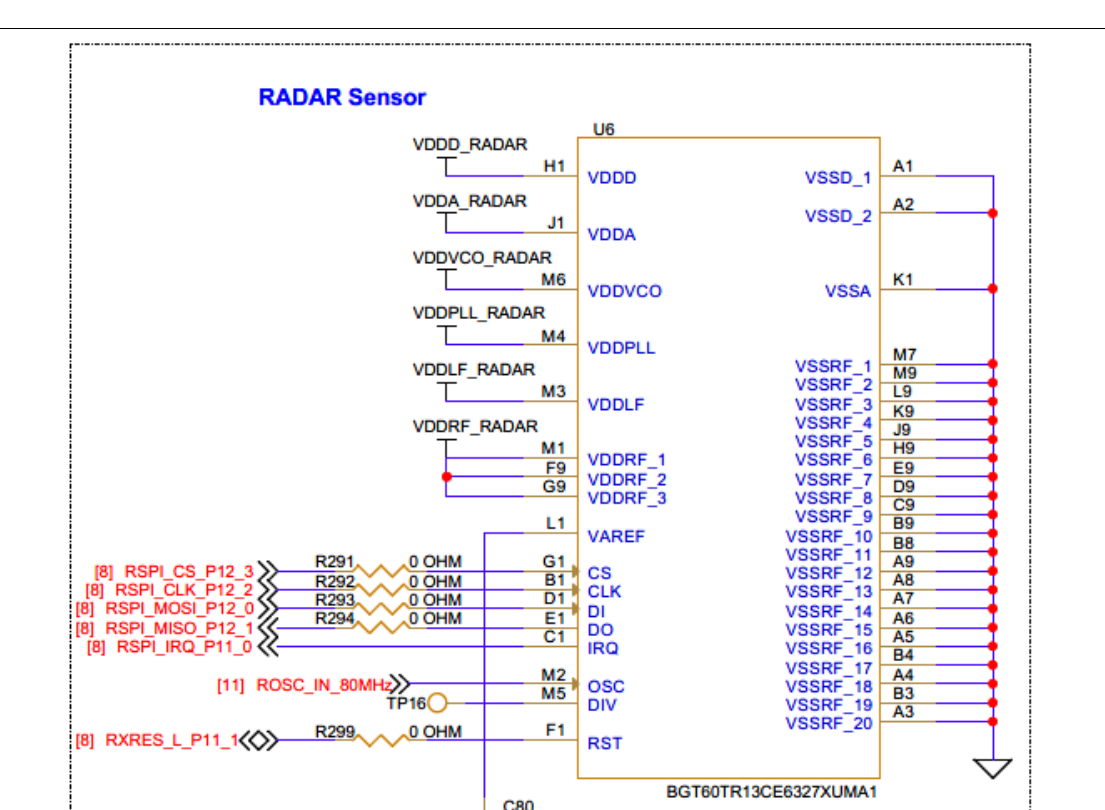 RADAR Sensor
U6
VDDD_RADAR
H1
VDDD
VSSD_1
A1
VDDA_RADAR
J1
VDDA
VSSD_2
A2
VDDVCO_RADAR
M6
VDDVCO
VSSA
K1
VDDPLL_RADAR
M4
VDDPLL
VDDLF_RADAR
M3
VDDLF
VDDRF_RADAR
M1
VDDRF_1
F9
VDDRF_2
G9
VDDRF_3
L1
VAREF
VSSRF_1
M7
VSSRF_2
M9
VSSRF_3
L9
VSSRF_4
K9
VSSRF_5
J9
VSSRF_6
H9
VSSRF_7
E9
VSSRF_8
D9
VSSRF_9
C9
VSSRF_10
B9
VSSRF_11
B8
VSSRF_12
A9
VSSRF_13
A8
VSSRF_14
A7
VSSRF_15
A6
VSSRF_16
A5
VSSRF_17
B4
VSSRF_18
A4
VSSRF_19
B3
VSSRF_20
A3
[8] RSPI_CS_P12_3 R291 0 OHM G1 CS
[8] RSPI_CLK_P12_2 R292 0 OHM B1 CLK
[8] RSPI_MOSI_P12_0 R293 0 OHM D1 DI
[8] RSPI_MISO_P12_1 R294 0 OHM E1 DO
[8] RSPI_IRQ_P11_0 C1 IRQ
[11] ROSC_IN_80MHz M2 OSC
TP16 M5 DIV
[8] RXRES_L_P11_1 R299 0 OHM F1 RST
BGT60TR13CE6327XUMA1
C80